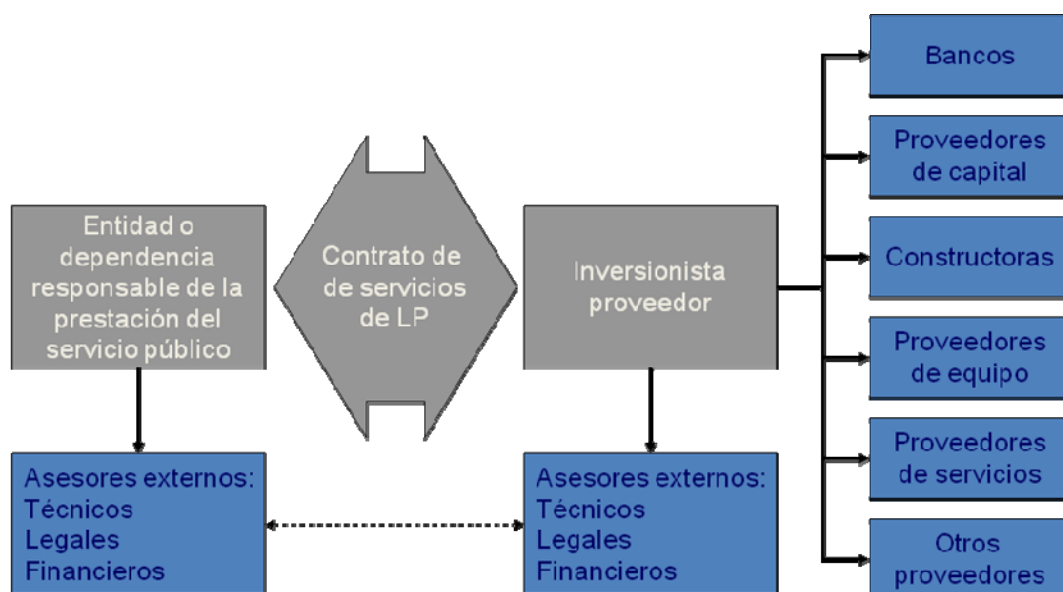 Entidad o
dependencia
responsable de la
prestación del
servicio público
Contrato de
de servicios
de LP
Inversionista
proveedor
Asesores externos:
Técnicos
Legales
Financieros
Asesores externos:
Técnicos
Legales
Financieros
Bancos
Proveedores
de capital
Constructoras
Proveedores
de equipo
Proveedores
de servicios
Otros
proveedores